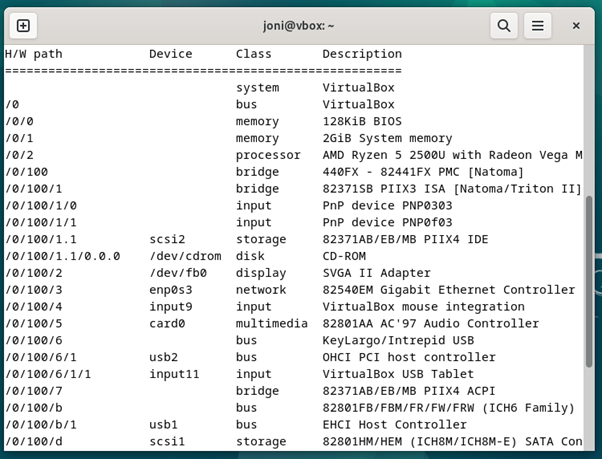 joni@vbox: ~
H/W path Device Class Description
=======================================================
system VirtualBox
/0 bus VirtualBox
/0/0 memory 128KiB BIOS
/0/1 memory 2GiB System memory
/0/2 processor AMD Ryzen 5 2500U with Radeon Vega M
/0/100 bridge 440FX - 82441FX PMC [Natoma]
/0/100/1 bridge 82371SB PIIX3 ISA [Natoma/Triton II]
/0/100/1/0 input PnP device PNP0303
/0/100/1/1 input PnP device PNP0f03
/0/100/1.1 scsi2 storage 82371AB/EB/MB PIIX4 IDE
/0/100/1.1/0.0.0 /dev/cdrom disk CD-ROM
/0/100/2 /dev/fb0 display SVGA II Adapter
/0/100/3 enp0s3 network 82540EM Gigabit Ethernet Controller
/0/100/4 input9 input VirtualBox mouse integration
/0/100/5 card0 multimedia 82801AA AC'97 Audio Controller
/0/100/6 bus KeyLargo/Intrepid USB
/0/100/6/1 usb2 bus OHCI PCI host controller
/0/100/6/1/1 input11 input VirtualBox USB Tablet
/0/100/7 bridge 82371AB/EB/MB PIIX4 ACPI
/0/100/b bus 82801FB/FBM/FR/FW/FRW (ICH6 Family)
/0/100/b/1 usb1 bus EHCI Host Controller
/0/100/d scsi1 storage 82801HM/HEM (ICH8M/ICH8M-E) SATA Con